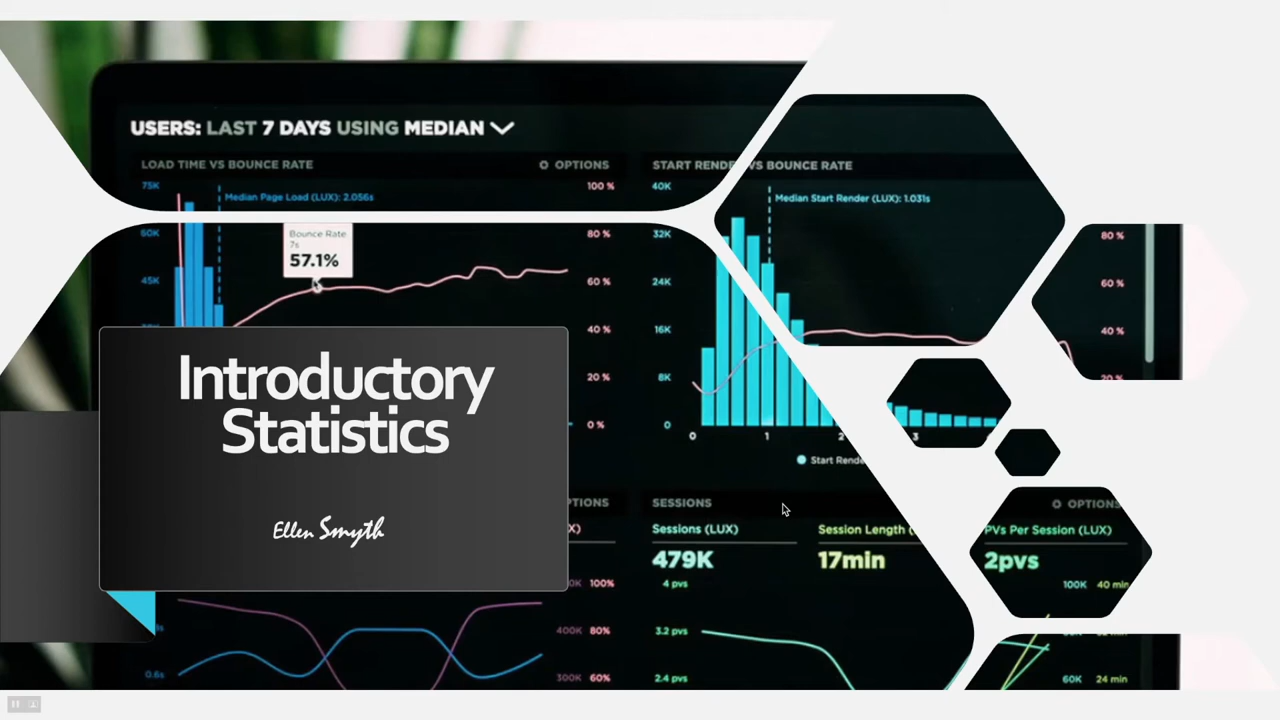 USERS: LAST 7 DAYS USING MEDIAN
LOAD TIME VS BOUNCE RATE
OPTIONS
START RENDER VS BOUNCE RATE
75K
Median Page Load (LUX): 2.056s
100 %
40K
Median Start Render (LUX): 1.031s
60K
Bounce Rate
7s
57.1%
80 %
32K
80 %
45K
60 %
24K
60 %
40 %
16K
40 %
20 %
8K
20 %
0 %
0
0 1 2 3
Start Rende
Introductory
Statistics
Ellen Smyth
PTIONS
SESSIONS
OPTIONS
X)
Sessions (LUX)
Session Length (
PVs Per Session (LUX)
479K
17min
2pvs
K 100%
4 pvs
100K 40 min
400K 80%
3.2 pvs
0.6s
300K 60%
2.4 pvs
60K 24 min